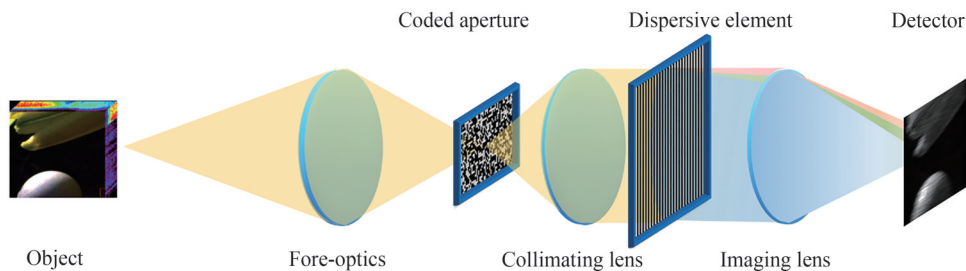 Coded aperture
Dispersive element
Detector
Object
Fore-optics
Collimating lens
Imaging lens